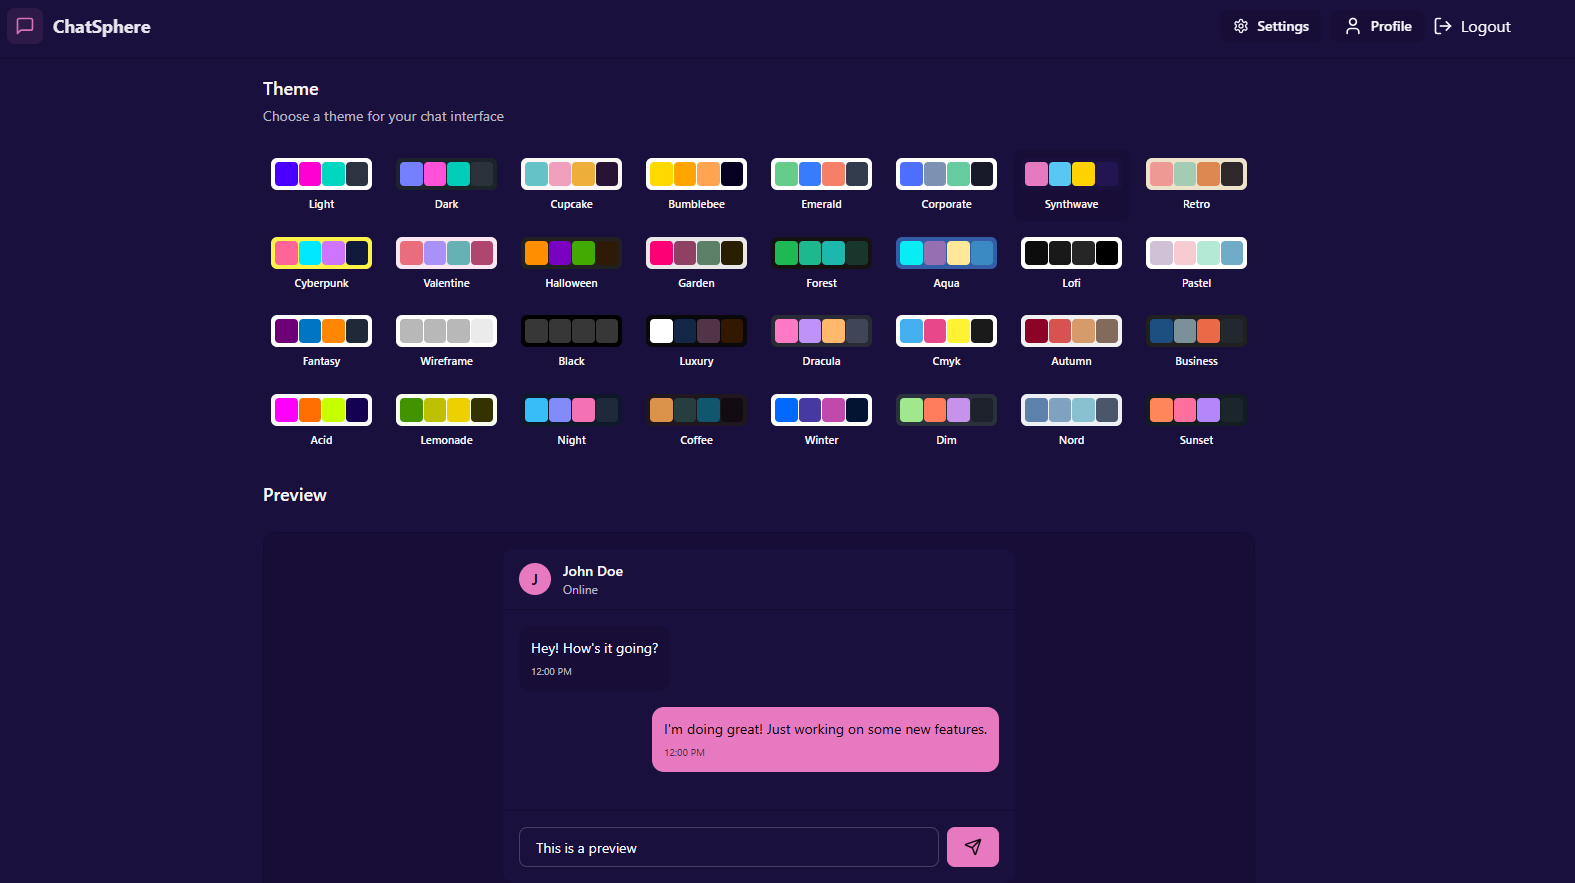 ChatSphere
Settings Profile Logout
Theme
Choose a theme for your chat interface
Light Dark Cupcake Bumblebee Emerald Corporate Synthwave Retro
Cyberpunk Valentine Halloween Garden Forest Aqua Lofi Pastel
Fantasy Wireframe Black Luxury Dracula Cmyk Autumn Business
Acid Lemonade Night Coffee Winter Dim Nord Sunset
Preview
J
John Doe
Online
Hey! How's it going?
12:00 PM
I'm doing great! Just working on some new features.
12:00 PM
This is a preview